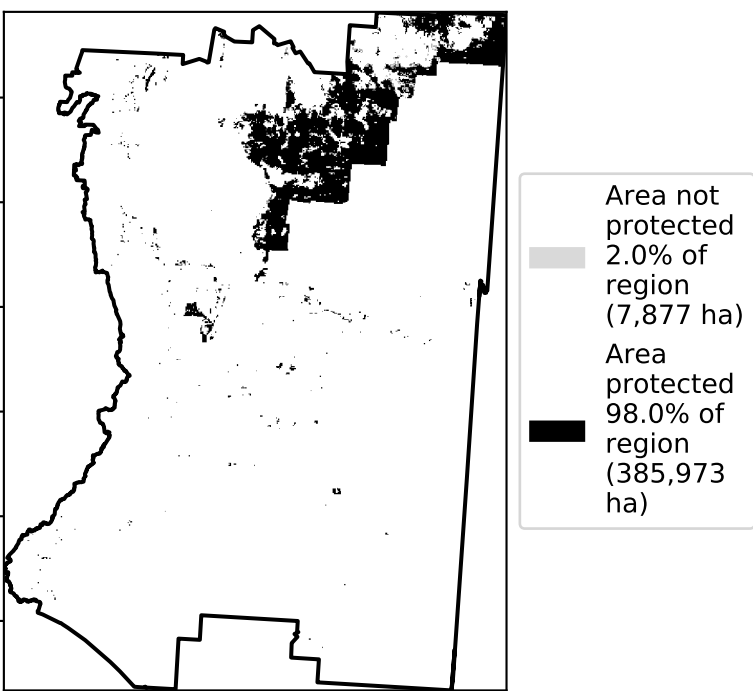 Area not
protected
2.0% of
region
(7,877 ha)
Area
protected
98.0% of
region
(385,973
ha)